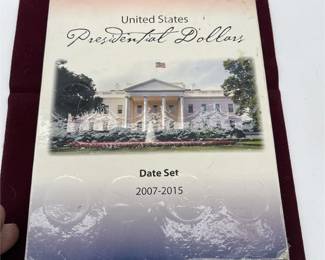 United States
Presidential Dollars
Date Set
2007-2015